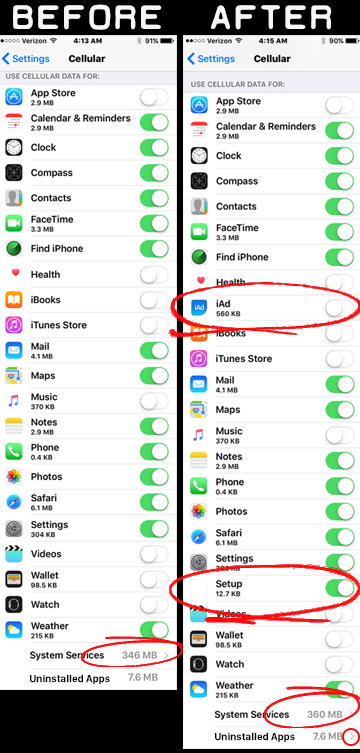 BEFORE
Verizon 4:13 AM 91%
Settings Cellular
USE CELLULAR DATA FOR:
App Store
2.9 MB
Calendar & Reminders
2.9 MB
Clock
Compass
Contacts
FaceTime
3.3 MB
Find iPhone
Health
iBooks
iTunes Store
Mail
4.1 MB
Maps
Music
370 KB
Notes
2.9 MB
Phone
0.4 KB
Photos
Safari
6.1 MB
Settings
304 KB
Videos
Wallet
98.5 KB
Watch
Weather
215 KB
System Services 346 MB
Uninstalled Apps 7.6 MB
AFTER
Verizon 4:15 AM 90%
Settings Cellular
USE CELLULAR DATA FOR:
App Store
2.9 MB
Calendar & Reminders
2.9 MB
Clock
Compass
Contacts
FaceTime
3.3 MB
Find iPhone
Health
iAd
iAd
560 KB
iBooks
iTunes Store
Mail
4.1 MB
Maps
Music
370 KB
Notes
2.9 MB
Phone
0.4 KB
Photos
Safari
6.1 MB
Settings
Setup
12.7 KB
Videos
Wallet
98.5 KB
Watch
Weather
215 KB
System Services 360 MB
Uninstalled Apps 7.6 MB